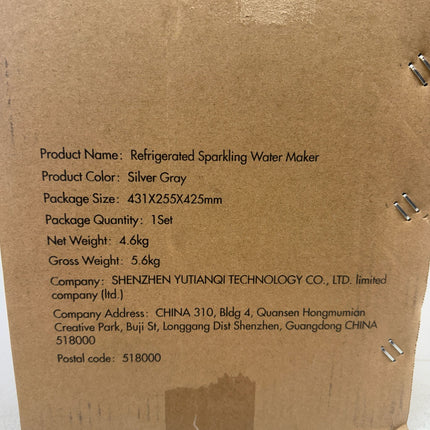 Product Name: Refrigerated Sparkling Water Maker
Product Color: Silver Gray
Package Size: 431X255X425mm
Package Quantity: 1Set
Net Weight: 4.6kg
Gross Weight: 5.6kg
Company: SHENZHEN YUTIANQI TECHNOLOGY CO., LTD. limited
company (ltd.)
Company Address: CHINA 310, Bldg 4, Quansen Hongmumian
Creative Park, Buji St, Longgang Dist Shenzhen, Guangdong CHINA
518000
Postal code: 518000